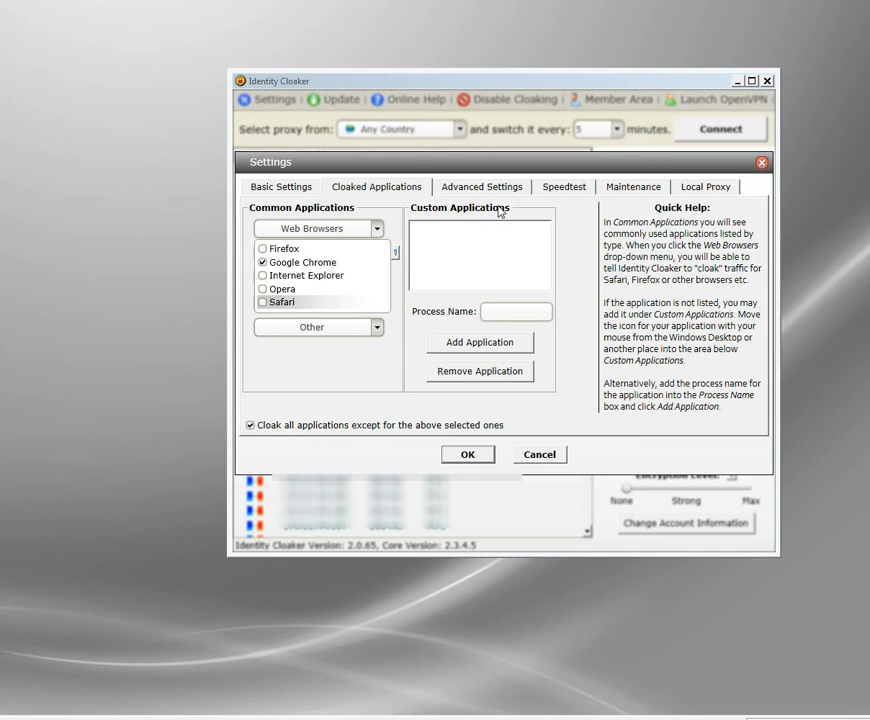 Identity Cloaker
Settings | Update | Online Help | Disable Cloaking | Member Area | Launch OpenVPN
Select proxy from: Any Country and switch it every: 5 minutes. Connect
Settings
Basic Settings Cloaked Applications Advanced Settings Speedtest Maintenance Local Proxy
Common Applications
Web Browsers
Firefox
Google Chrome
Internet Explorer
Opera
Safari
?
Other
Custom Applications
Process Name:
Add Application
Remove Application
Quick Help:
In Common Applications you will see
commonly used applications listed by
type. When you click the Web Browsers
drop-down menu, you will be able to
tell Identity Cloaker to "cloak" traffic for
Safari, Firefox or other browsers etc.
If the application is not listed, you may
add it under Custom Applications. Move
the icon for your application with your
mouse from the Windows Desktop or
another place into the area below
Custom Applications.
Alternatively, add the process name for
the application into the Process Name
box and click Add Application.
Cloak all applications except for the above selected ones
OK Cancel
Encryption Level:
None Strong Max
Change Account Information
Identity Cloaker Version: 2.0.65, Core Version: 2.3.4.5